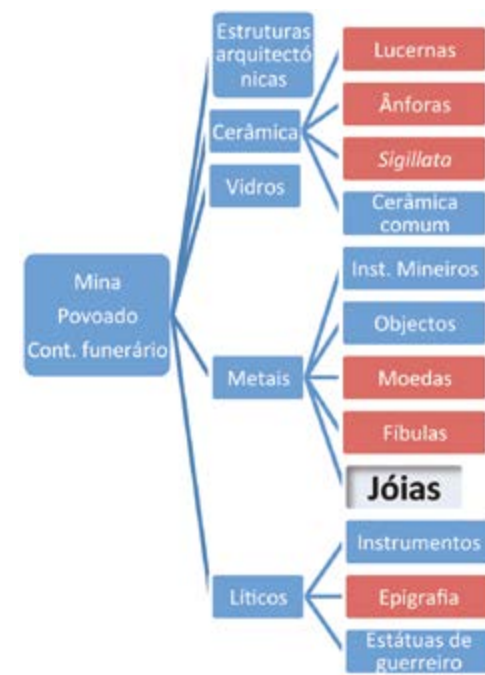 Estruturas
arquitectó
nicas
Lucernas
Ânforas
Cerâmica
Sigillata
Vidros
Cerâmica
comum
Mina
Povoado
Cont. funerário
Inst. Mineiros
Objectos
Metais
Moedas
Fíbulas
Jóias
Instrumentos
Líticos
Epigrafia
Estátuas de
guerreiro